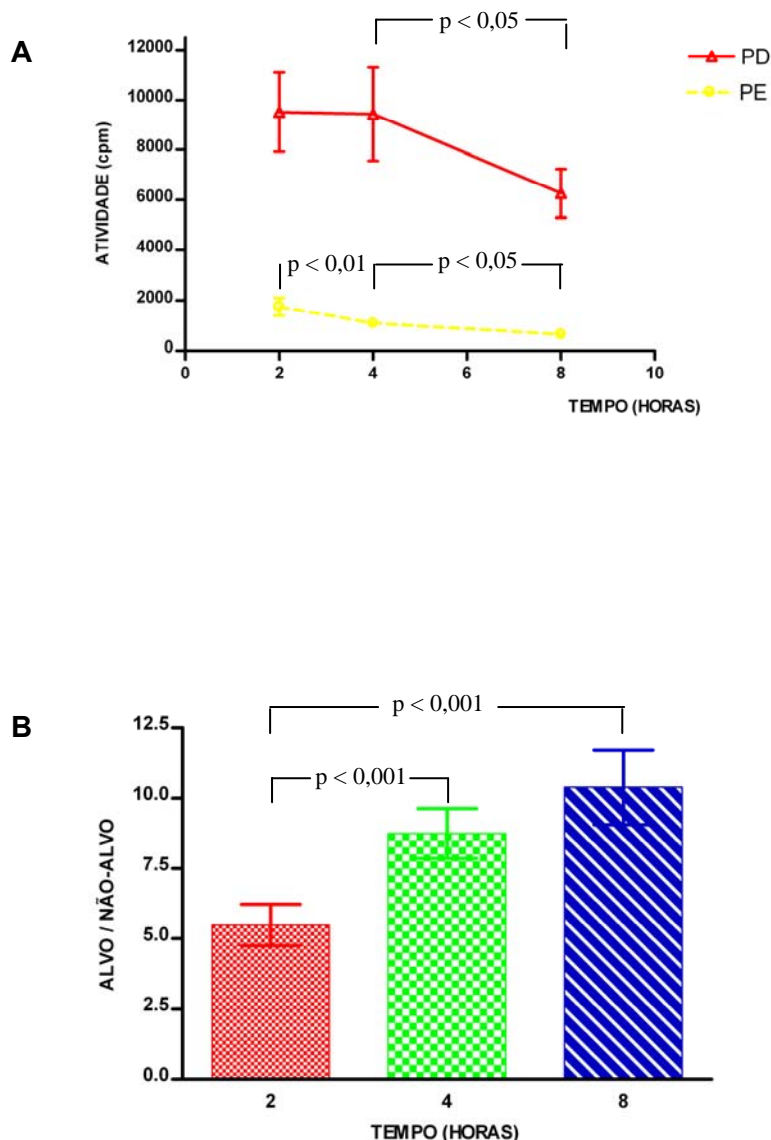 A
p < 0,05
PD
PE
ATIVIDADE (cpm)
12000
10000
8000
6000
4000
2000
0
p < 0,01
p < 0,05
0
2
4
6
8
10
TEMPO (HORAS)
B
p < 0,001
p < 0,001
ALVO / NÃO-ALVO
12.5
10.0
7.5
5.0
2.5
0.0
2
4
8
TEMPO (HORAS)